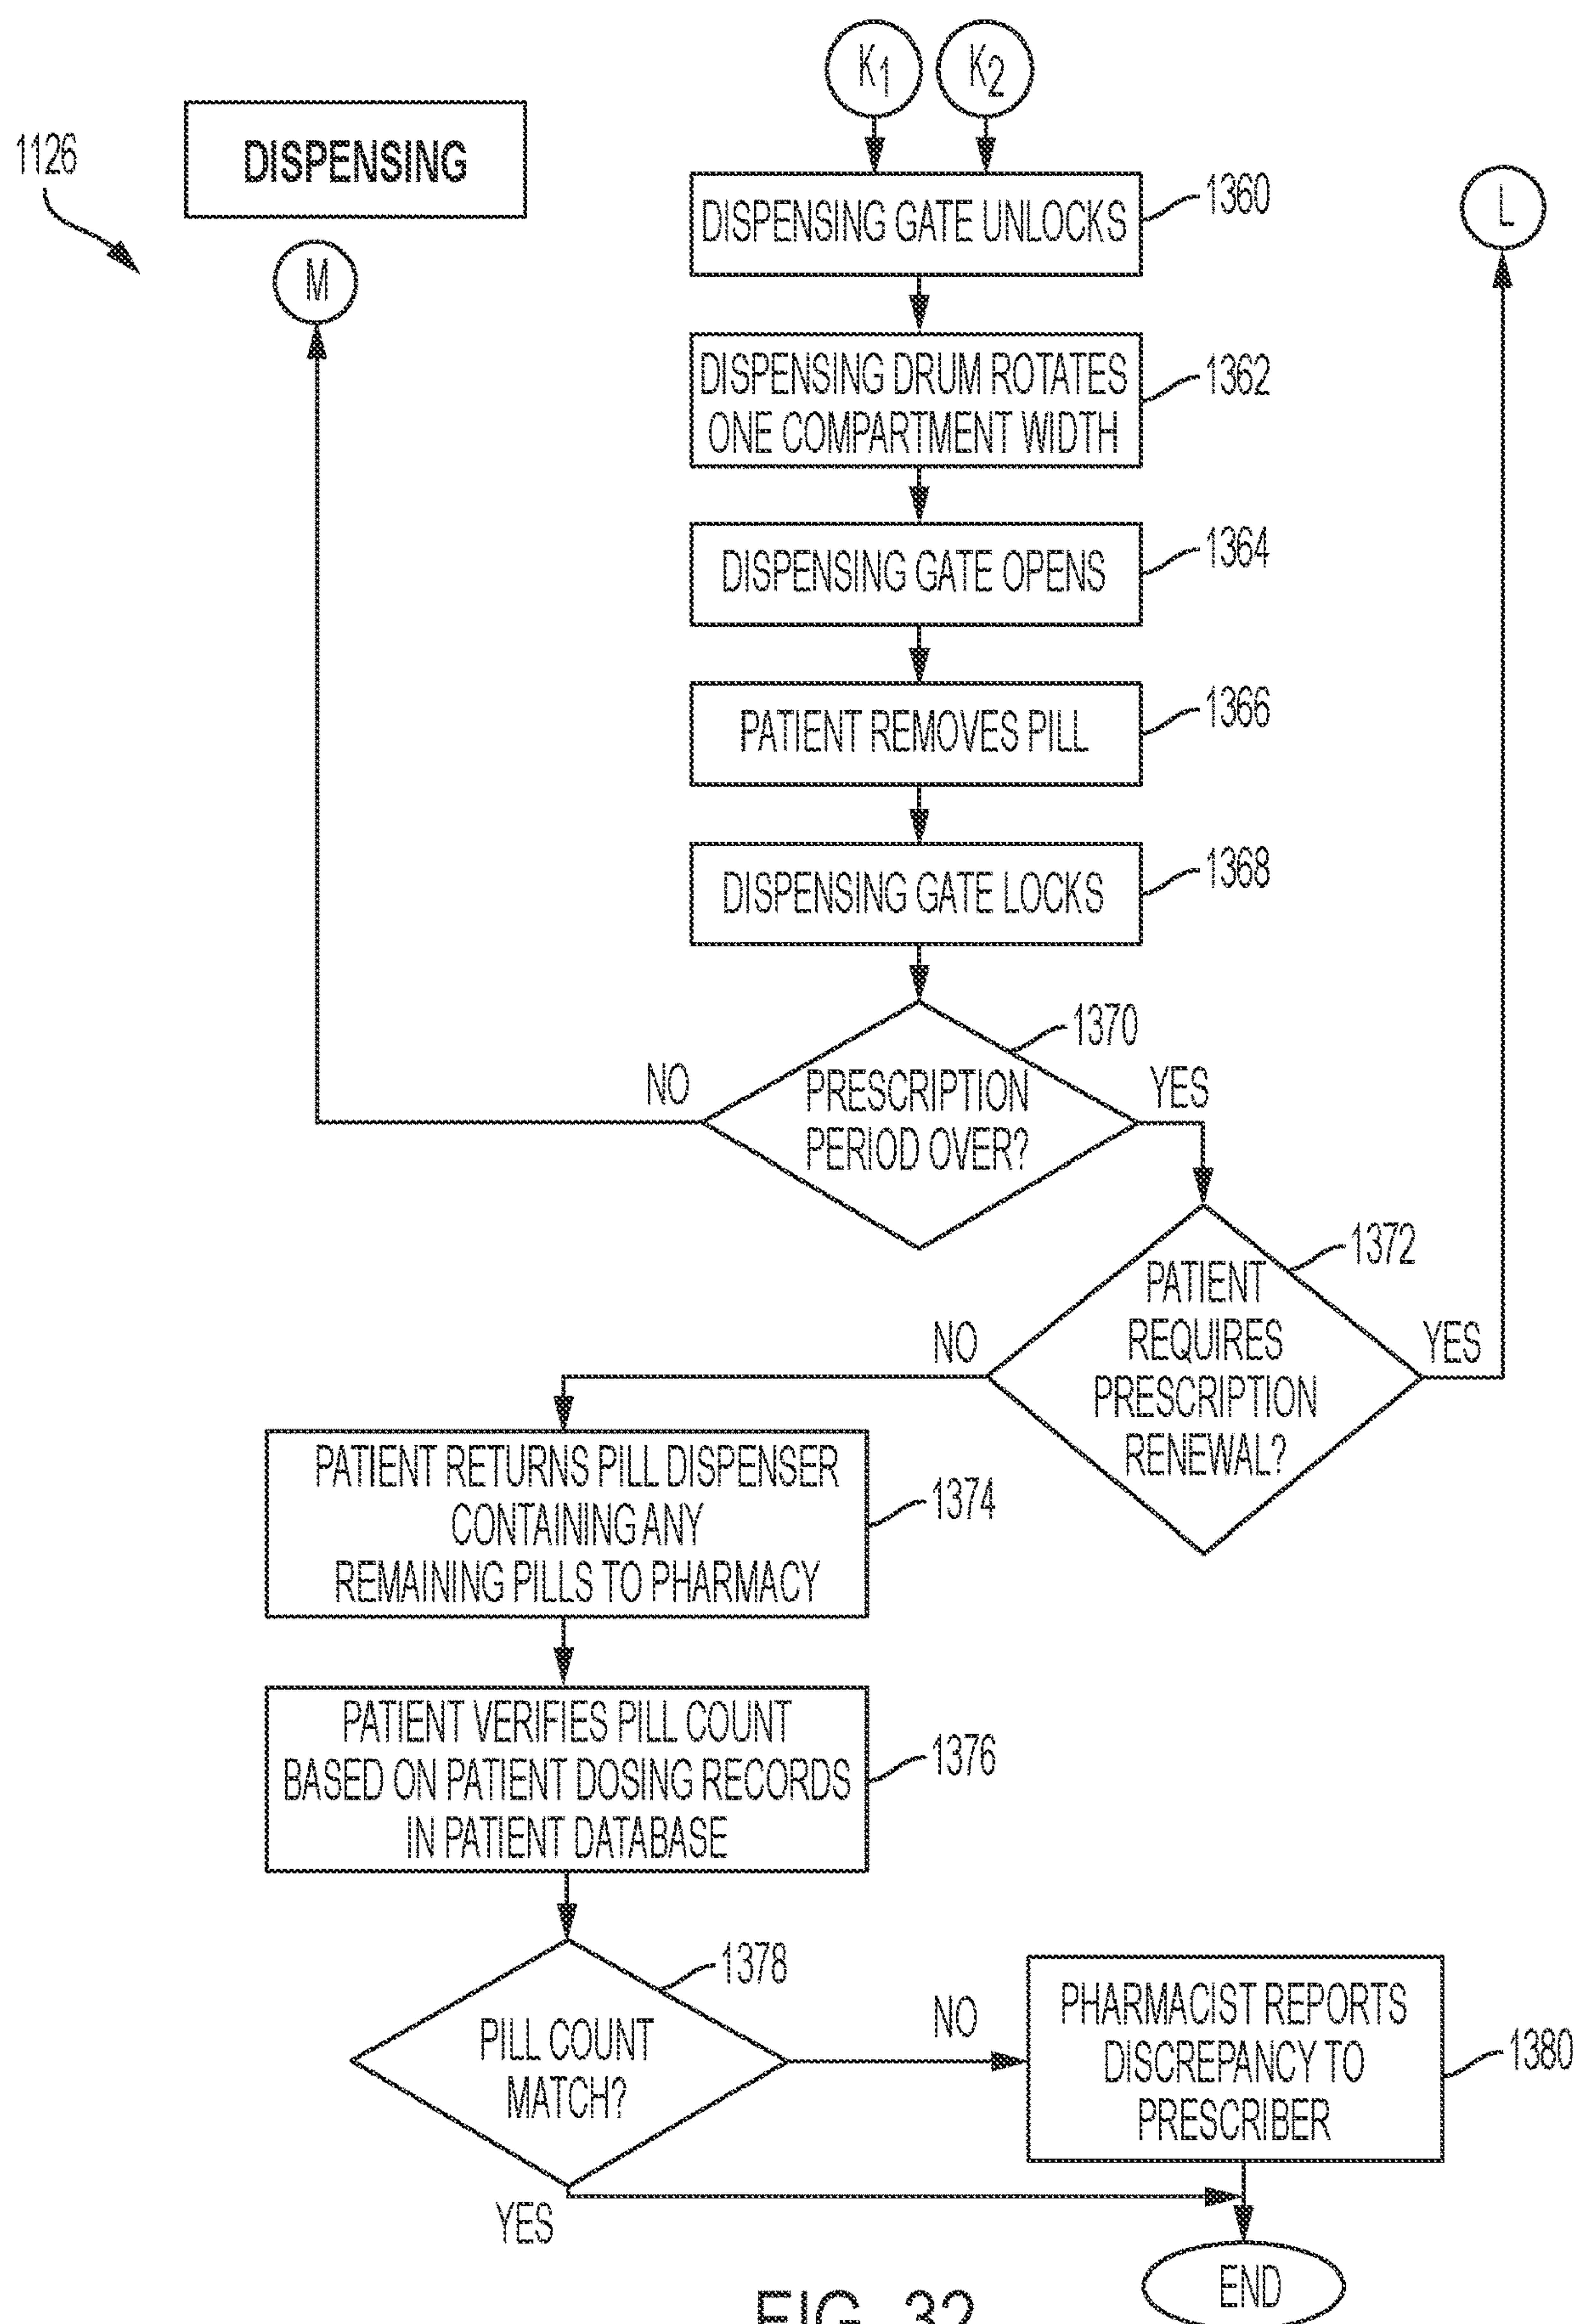 K1
K2
1126
DISPENSING
M
DISPENSING GATE UNLOCKS
1360
L
DISPENSING DRUM ROTATES
ONE COMPARTMENT WIDTH
1362
DISPENSING GATE OPENS
1364
PATIENT REMOVES PILL
1366
DISPENSING GATE LOCKS
1368
1370
NO
PRESCRIPTION
PERIOD OVER?
YES
1372
PATIENT
REQUIRES
PRESCRIPTION
RENEWAL?
NO
YES
PATIENT RETURNS PILL DISPENSER
CONTAINING ANY
REMAINING PILLS TO PHARMACY
1374
PATIENT VERIFIES PILL COUNT
BASED ON PATIENT DOSING RECORDS
IN PATIENT DATABASE
1376
1378
PILL COUNT
MATCH?
NO
PHARMACIST REPORTS
DISCREPANCY TO
PRESCRIBER
1380
YES
END
FIG. 32